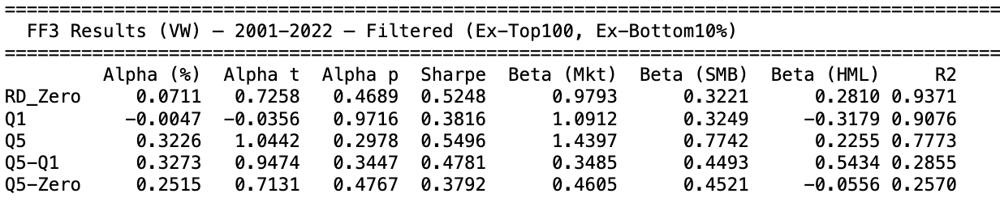 ====================================================================================================
FF3 Results (VW) — 2001-2022 — Filtered (Ex-Top100, Ex-Bottom10%)
====================================================================================================
Alpha (%) Alpha t Alpha p Sharpe Beta (Mkt) Beta (SMB) Beta (HML) R2
RD_Zero 0.0711 0.7258 0.4689 0.5248 0.9793 0.3221 0.2810 0.9371
Q1 -0.0047 -0.0356 0.9716 0.3816 1.0912 0.3249 -0.3179 0.9076
Q5 0.3226 1.0442 0.2978 0.5496 1.4397 0.7742 0.2255 0.7773
Q5-Q1 0.3273 0.9474 0.3447 0.4781 0.3485 0.4493 0.5434 0.2855
Q5-Zero 0.2515 0.7131 0.4767 0.3792 0.4605 0.4521 -0.0556 0.2570